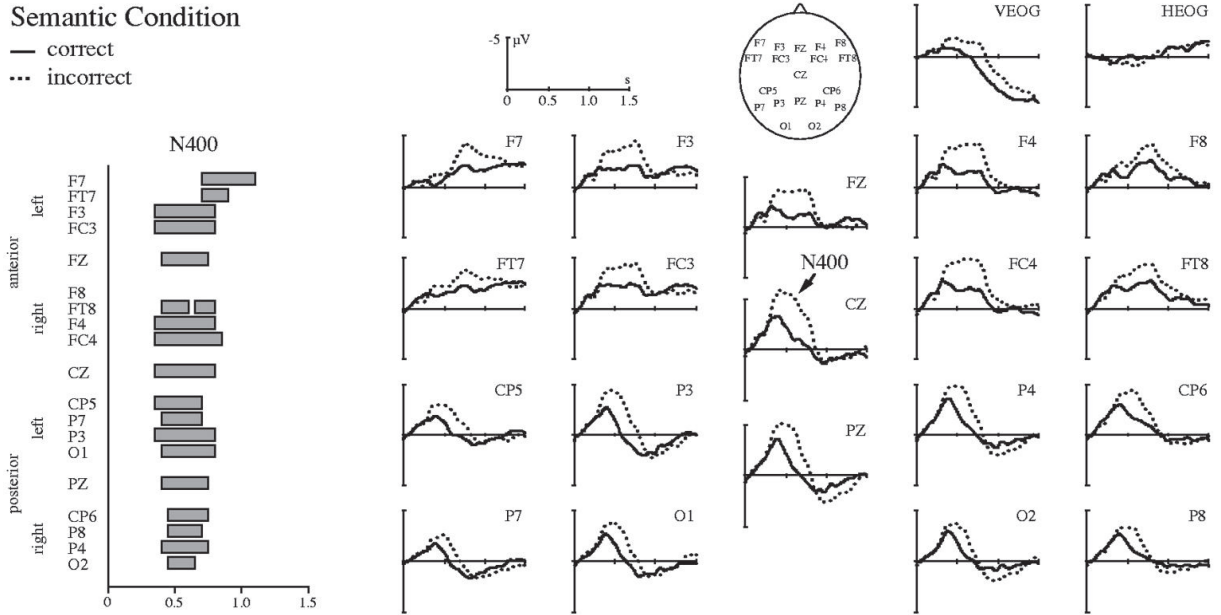 Semantic Condition
correct
incorrect
-5 µV
s
0 0.5 1.0 1.5
F7 F3 FZ F4 F8
FT7 FC3 FC4 FT8
CZ
CP5 CP6
P7 P3 PZ P4 P8
O1 O2
VEOG
HEOG
N400
anterior
left
F7
FT7
F3
FC3
FZ
right
F8
FT8
F4
FC4
CZ
posterior
left
CP5
P7
P3
O1
PZ
right
CP6
P8
P4
O2
0 0.5 1.0 1.5
F7
F3
FZ
F4
F8
FT7
FC3
N400
CZ
FC4
FT8
CP5
P3
PZ
P4
CP6
P7
O1
O2
P8